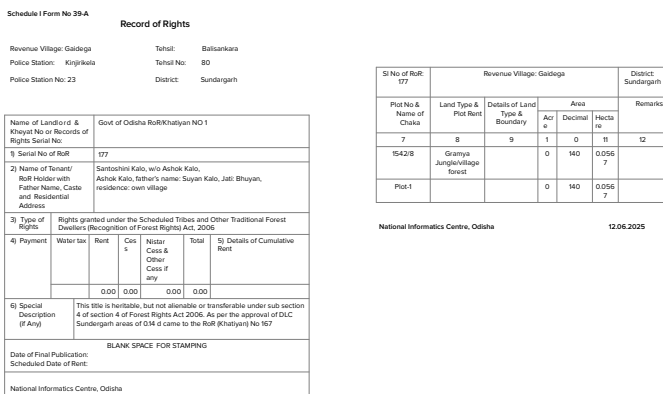 Schedule I Form No 39-A
Record of Rights
Revenue Village: Gaidega Tehsil: Balisankara
Police Station: Kinjirikela Tehsil No: 80
Police Station No: 23 District: Sundargarh
Name of Landlord & Kheyat No or Records of Rights Serial No: Govt of Odisha RoR/Khatiyan NO 1
1) Serial No of RoR 177
2) Name of Tenant/ RoR Holder with Father Name, Caste and Residential Address
Santoshini Kalo, w/o Ashok Kalo,
Ashok Kalo, father's name: Suyan Kalo, Jati: Bhuyan,
residence: own village
3) Type of Rights
Rights granted under the Scheduled Tribes and Other Traditional Forest
Dwellers (Recognition of Forest Rights) Act, 2006
4) Payment Water tax Rent Cess Nistar Cess & Other Cess if any Total 5) Details of Cumulative Rent
0.00 0.00 0.00 0.00
6) Special Description (if Any)
This title is heritable, but not alienable or transferable under sub section
4 of section 4 of Forest Rights Act 2006. As per the approval of DLC
Sundergarh areas of 0.14 d came to the RoR (Khatiyan) No 167
BLANK SPACE FOR STAMPING
Date of Final Publication:
Scheduled Date of Rent:
National Informatics Centre, Odisha
Sl No of RoR: 177 Revenue Village: Gaidega District: Sundargarh
Plot No & Name of Chaka Land Type & Plot Rent Details of Land Type & Boundary Area Remarks
Acre Decimal Hectare
7 8 9 1 0 11 12
1542/8 Gramya Jungle/village forest 0 140 0.0567
Plot-1 0 140 0.0567
National Informatics Centre, Odisha 12.06.2025